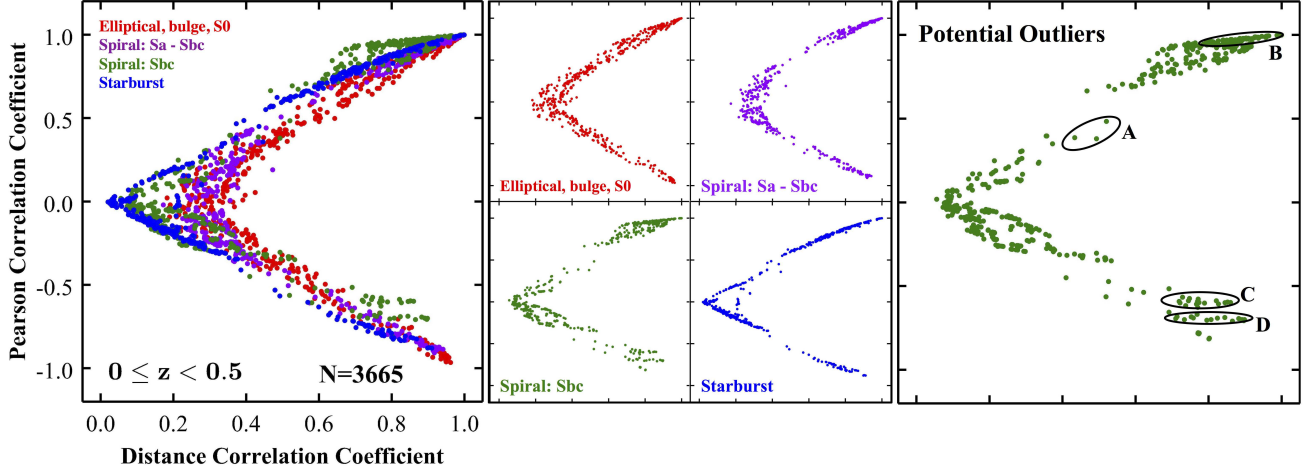 Elliptical, bulge, S0
Spiral: Sa - Sbc
Spiral: Sbc
Starburst
1.0
0.5
0.0
-0.5
-1.0
Pearson Correlation Coefficient
0 ≤ z < 0.5
N=3665
0.0 0.2 0.4 0.6 0.8 1.0
Distance Correlation Coefficient
Elliptical, bulge, S0
Spiral: Sa - Sbc
Spiral: Sbc
Starburst
Potential Outliers
B
A
C
D